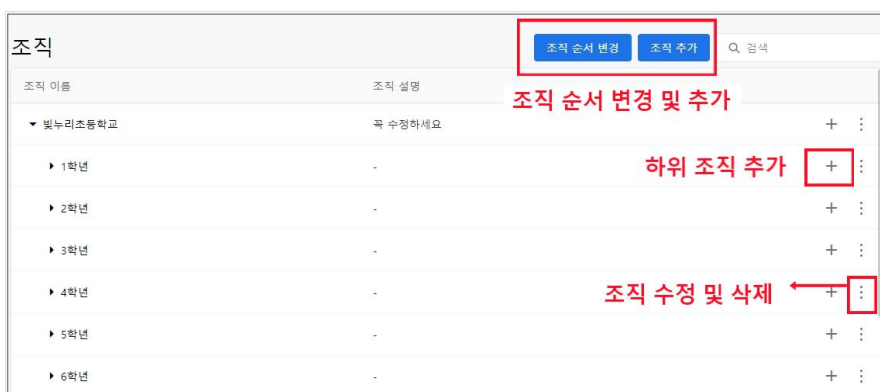 조직
조직 순서 변경 조직 추가 검색
조직 이름 조직 설명
조직 순서 변경 및 추가
빛누리초등학교 꼭 수정하세요
1학년 -
하위 조직 추가
2학년 -
3학년 -
4학년 -
조직 수정 및 삭제
5학년 -
6학년 -